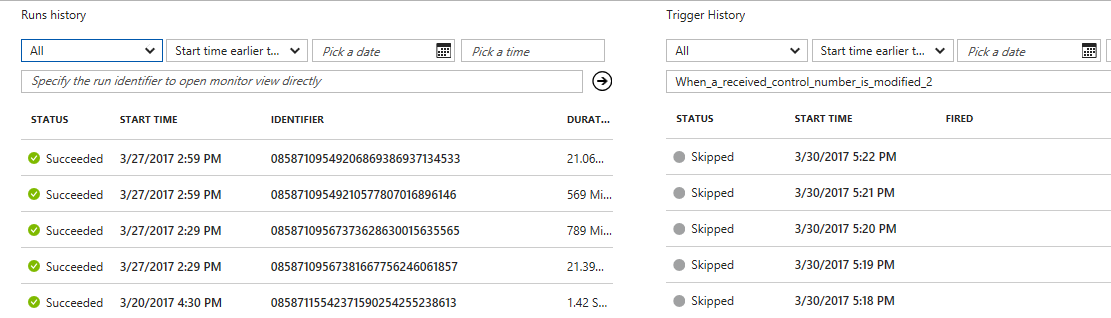 Runs history
All Start time earlier t... Pick a date Pick a time
Specify the run identifier to open monitor view directly
STATUS START TIME IDENTIFIER DURAT...
Succeeded 3/27/2017 2:59 PM 08587109549206869386937134533 21.06...
Succeeded 3/27/2017 2:59 PM 08587109549210577807016896146 569 Mi...
Succeeded 3/27/2017 2:29 PM 08587109567373628630015635565 789 Mi...
Succeeded 3/27/2017 2:29 PM 08587109567381667756246061857 21.39...
Succeeded 3/20/2017 4:30 PM 08587115542371590254255238613 1.42 S...
Trigger History
All Start time earlier t... Pick a date
When_a_received_control_number_is_modified_2
STATUS START TIME FIRED
Skipped 3/30/2017 5:22 PM
Skipped 3/30/2017 5:21 PM
Skipped 3/30/2017 5:20 PM
Skipped 3/30/2017 5:19 PM
Skipped 3/30/2017 5:18 PM